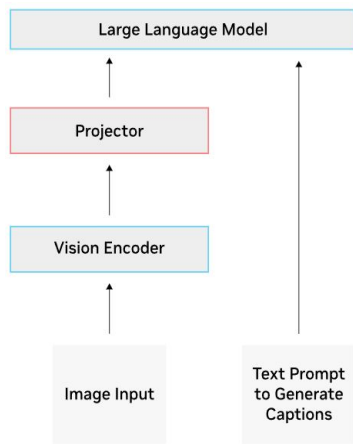 Large Language Model
Projector
Vision Encoder
Image Input
Text Prompt
to Generate
Captions